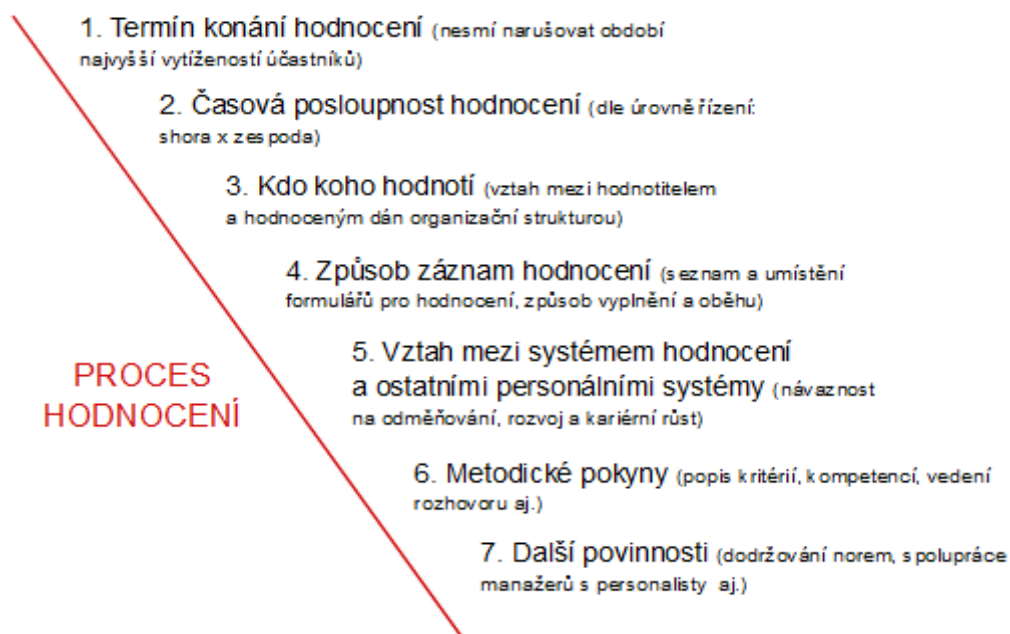 1. Termín konání hodnocení (nesmí narušovat období
najvyšší vytížeností účastníků)
2. Časová posloupnost hodnocení (dle úrovně řízení:
shora x zespoda)
3. Kdo koho hodnotí (vztah mezi hodnotitelem
a hodnoceným dán organizační strukturou)
4. Způsob záznam hodnocení (seznam a umístění
formulářů pro hodnocení, způsob vyplnění a oběhu)
5. Vztah mezi systémem hodnocení
a ostatními personálními systémy (návaznost
na odměňování, rozvoj a kariérní růst)
PROCES
HODNOCENÍ
6. Metodické pokyny (popis kritérií, kompetencí, vedení
rozhovoru aj.)
7. Další povinnosti (dodržování norem, spolupráce
manažerů s personalisty aj.)